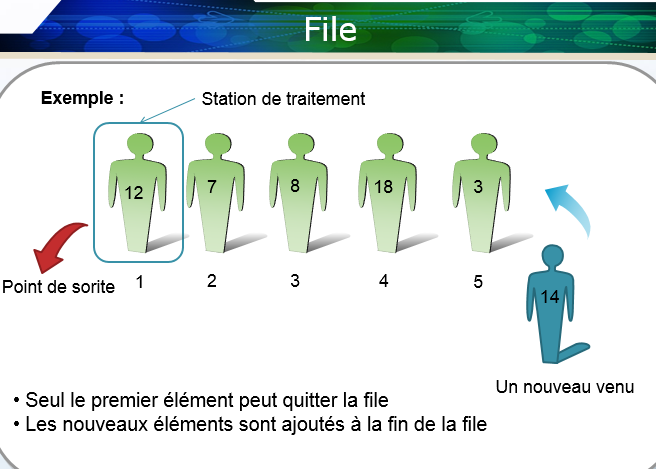 File
Exemple :
Station de traitement
12
7
8
18
3
14
Point de sorite
1
2
3
4
5
Un nouveau venu
• Seul le premier élément peut quitter la file
• Les nouveaux éléments sont ajoutés à la fin de la file